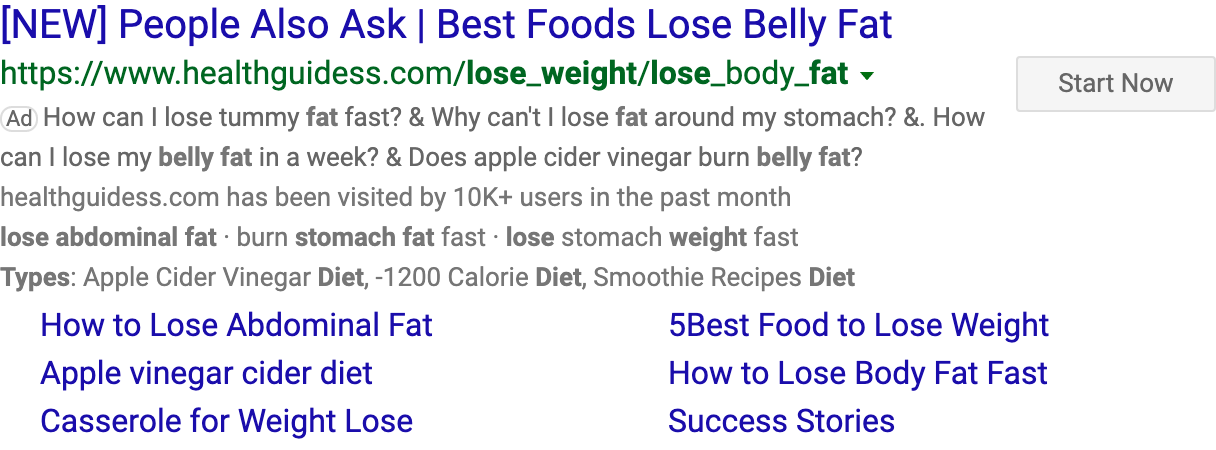 [NEW] People Also Ask | Best Foods Lose Belly Fat
https://www.healthguidess.com/lose_weight/lose_body_fat
Start Now
Ad How can I lose tummy fat fast? & Why can't I lose fat around my stomach? &. How
can I lose my belly fat in a week? & Does apple cider vinegar burn belly fat?
healthguidess.com has been visited by 10K+ users in the past month
lose abdominal fat · burn stomach fat fast · lose stomach weight fast
Types: Apple Cider Vinegar Diet, -1200 Calorie Diet, Smoothie Recipes Diet
How to Lose Abdominal Fat
5Best Food to Lose Weight
Apple vinegar cider diet
How to Lose Body Fat Fast
Casserole for Weight Lose
Success Stories